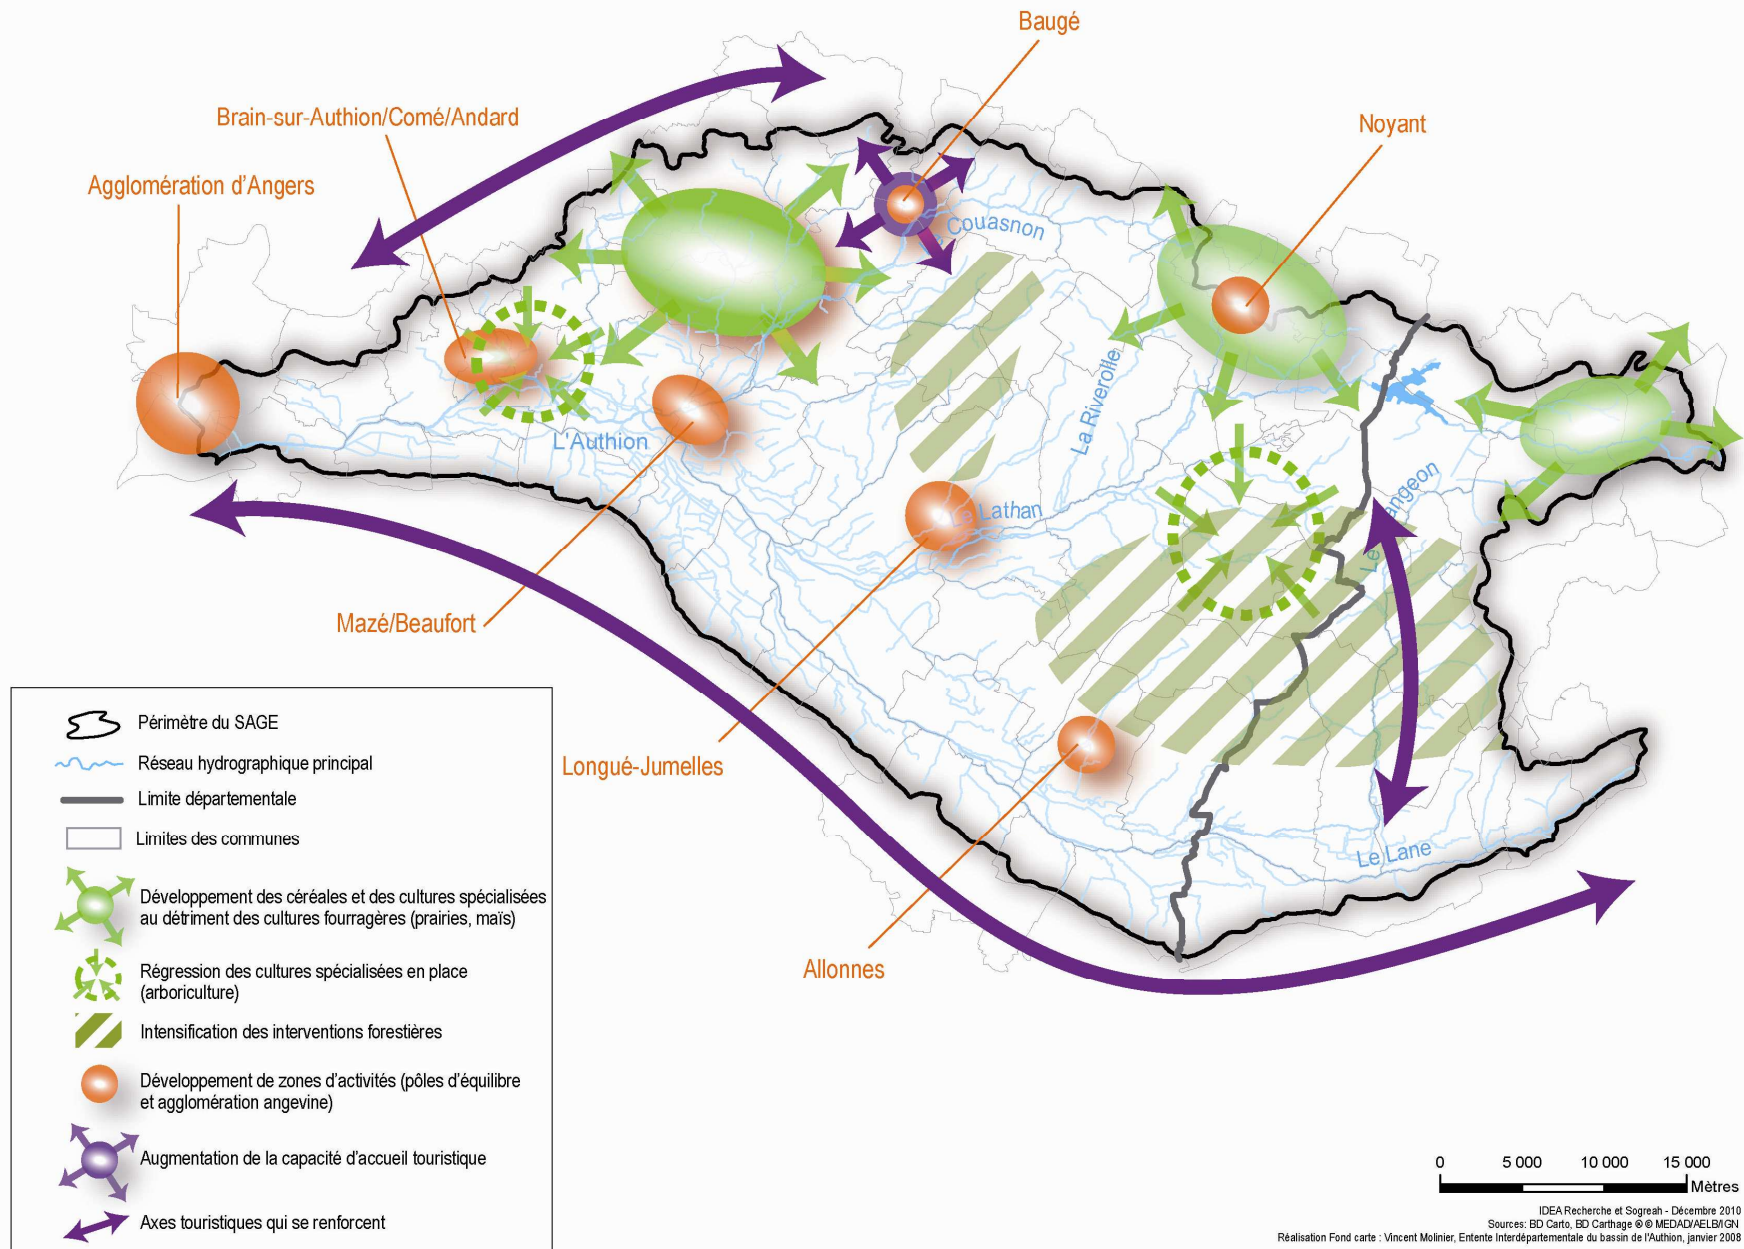 Baugé
Brain-sur-Authion/Comé/Andard
Noyant
Agglomération d'Angers
Couasnon
La Riverolle
L'Authion
Lathan
Mazé/Beaufort
Longué-Jumelles
Le Lane
Allonnes
Périmètre du SAGE
Réseau hydrographique principal
Limite départementale
Limites des communes
Développement des céréales et des cultures spécialisées
au détriment des cultures fourragères (prairies, maïs)
Régression des cultures spécialisées en place
(arboriculture)
Intensification des interventions forestières
Développement de zones d'activités (pôles d'équilibre
et agglomération angevine)
Augmentation de la capacité d'accueil touristique
Axes touristiques qui se renforcent
0 5 000 10 000 15 000
Mètres
IDEA Recherche et Sogreah - Décembre 2010
Sources: BD Carto, BD Carthage ® © MEDAD/AELB/IGN
Réalisation Fond carte : Vincent Molinier, Entente Interdépartementale du bassin de l'Authion, janvier 2008